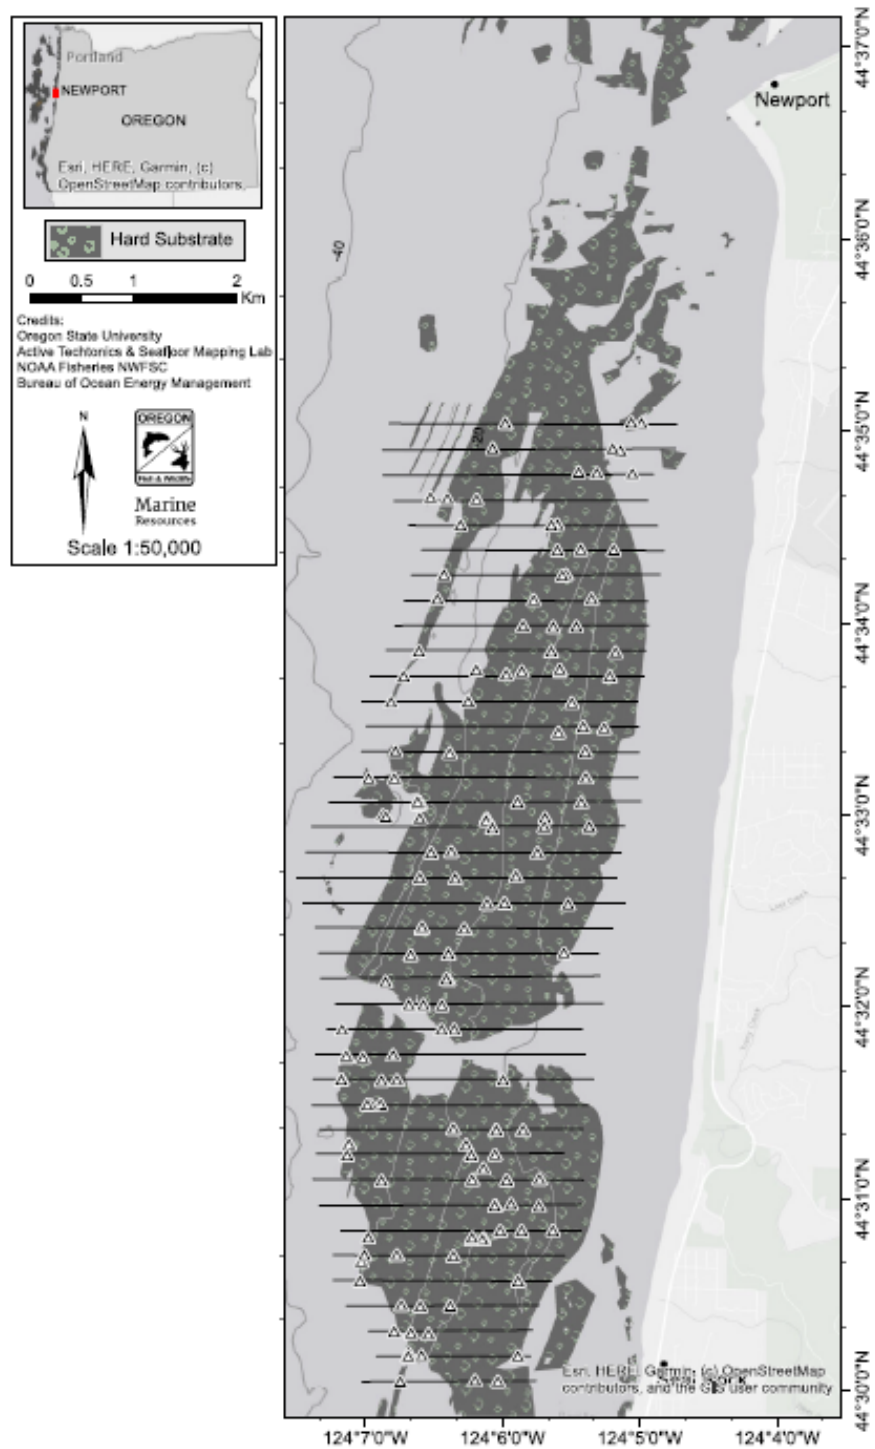 Portland
NEWPORT
OREGON
Esri, HERE, Garmin, (c)
OpenStreetMap contributors,
Hard Substrate
0 0.5 1 2
Km
Credits:
Oregon State University
Active Techtonics & Seafloor Mapping Lab
NOAA Fisheries NWFSC
Bureau of Ocean Energy Management
N
OREGON
Fish & Wildlife
Marine
Resources
Scale 1:50,000
Newport
-40
-20
44°37'0"N
44°36'0"N
44°35'0"N
44°34'0"N
44°33'0"N
44°32'0"N
44°31'0"N
44°30'0"N
Esri, HERE, Garmin, (c) OpenStreetMap
contributors, and the GIS user community
124°7'0"W 124°6'0"W 124°5'0"W 124°4'0"W